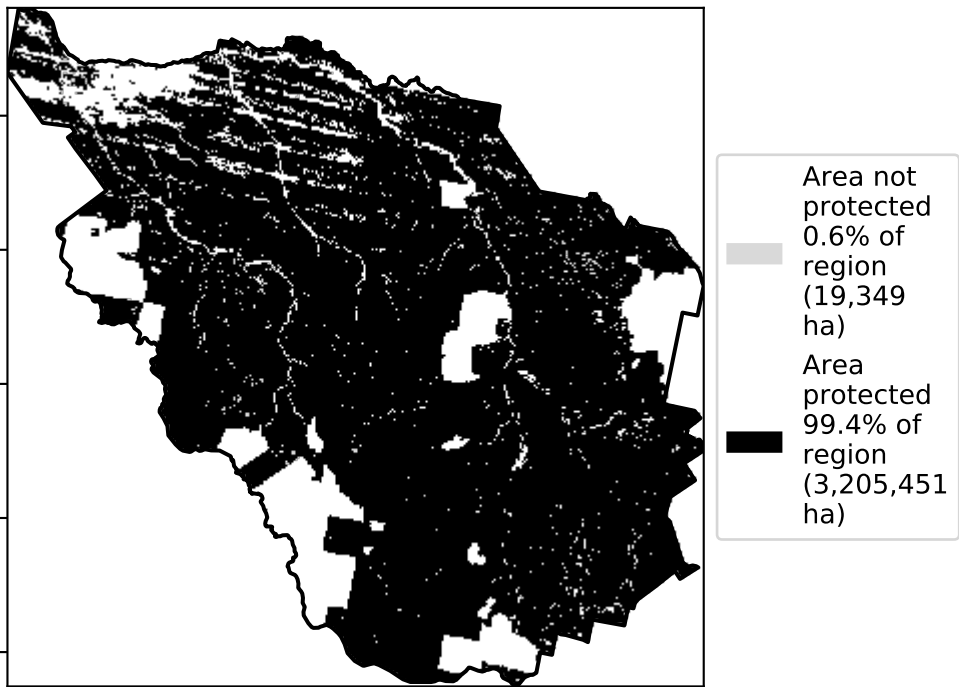 Area not
protected
0.6% of
region
(19,349
ha)
Area
protected
99.4% of
region
(3,205,451
ha)